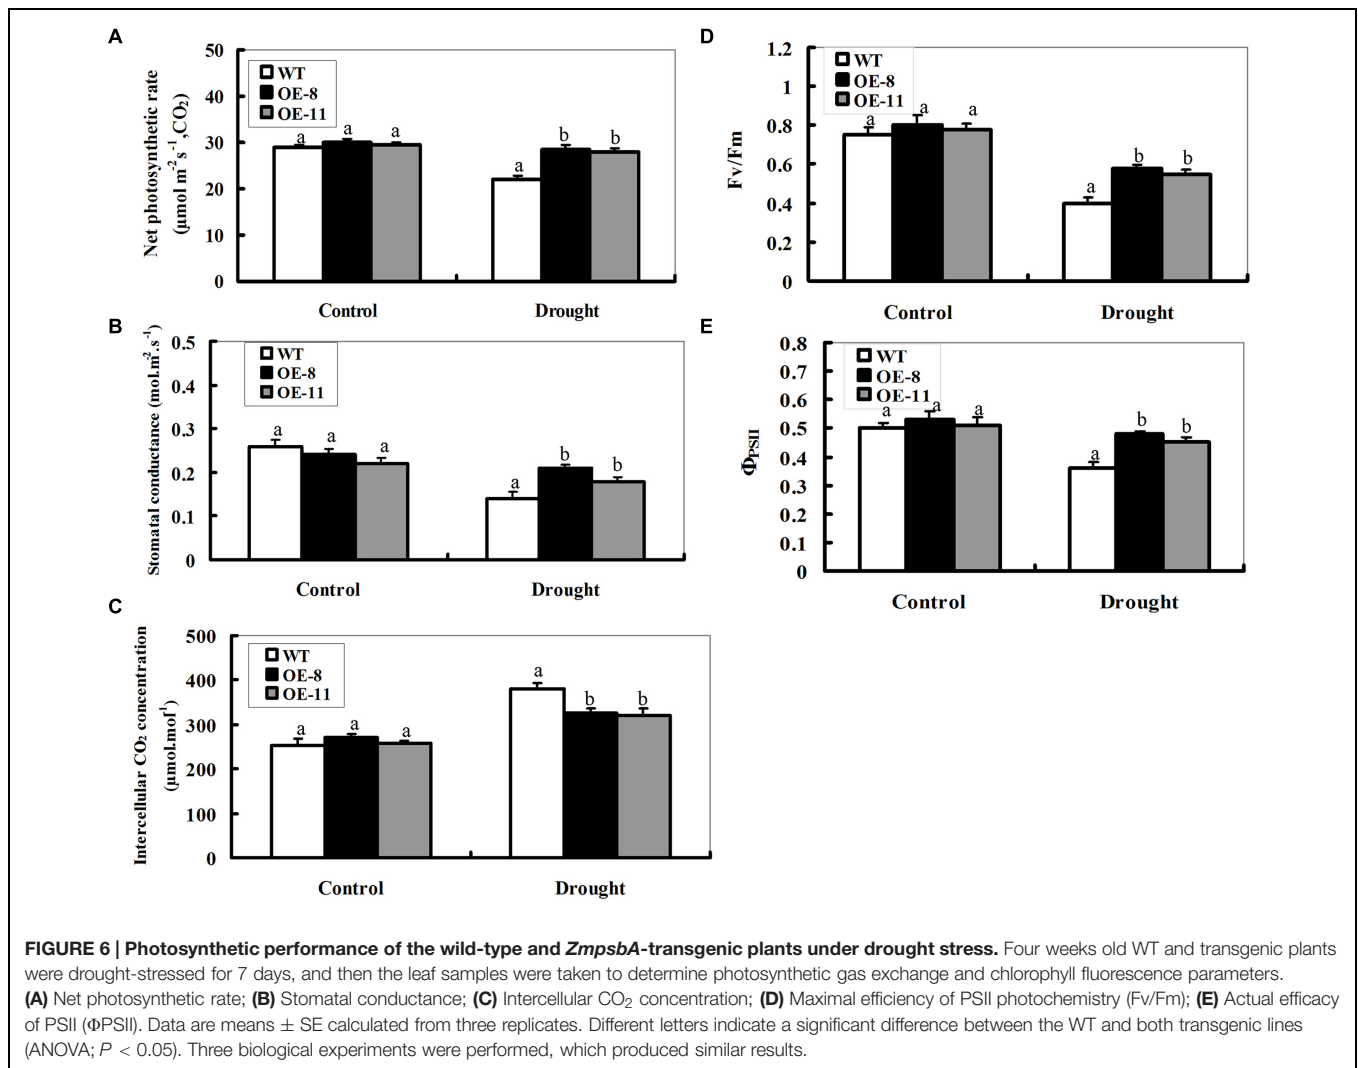 A
Net photosynthetic rate
(μmol m⁻² s⁻¹,CO₂)
50
40
30
20
10
0
WT
OE-8
OE-11
a
a
a
a
b
b
Control
Drought
B
Stomatal conductance (mol.m⁻².s⁻¹)
0.5
0.4
0.3
0.2
0.1
0
WT
OE-8
OE-11
a
a
a
a
b
b
Control
Drought
C
Intercellular CO₂ concentration
(μmol.mol⁻¹)
500
400
300
200
100
0
WT
OE-8
OE-11
a
a
a
a
b
b
Control
Drought
D
Fv/Fm
1.2
1
0.8
0.6
0.4
0.2
0
WT
OE-8
OE-11
a
a
a
a
b
b
Control
Drought
E
ΦPSII
0.8
0.7
0.6
0.5
0.4
0.3
0.2
0.1
0
WT
OE-8
OE-11
a
a
a
a
b
b
Control
Drought
FIGURE 6 | Photosynthetic performance of the wild-type and ZmpsbA-transgenic plants under drought stress. Four weeks old WT and transgenic plants
were drought-stressed for 7 days, and then the leaf samples were taken to determine photosynthetic gas exchange and chlorophyll fluorescence parameters.
(A) Net photosynthetic rate; (B) Stomatal conductance; (C) Intercellular CO₂ concentration; (D) Maximal efficiency of PSII photochemistry (Fv/Fm); (E) Actual efficacy
of PSII (ΦPSII). Data are means ± SE calculated from three replicates. Different letters indicate a significant difference between the WT and both transgenic lines
(ANOVA; P < 0.05). Three biological experiments were performed, which produced similar results.